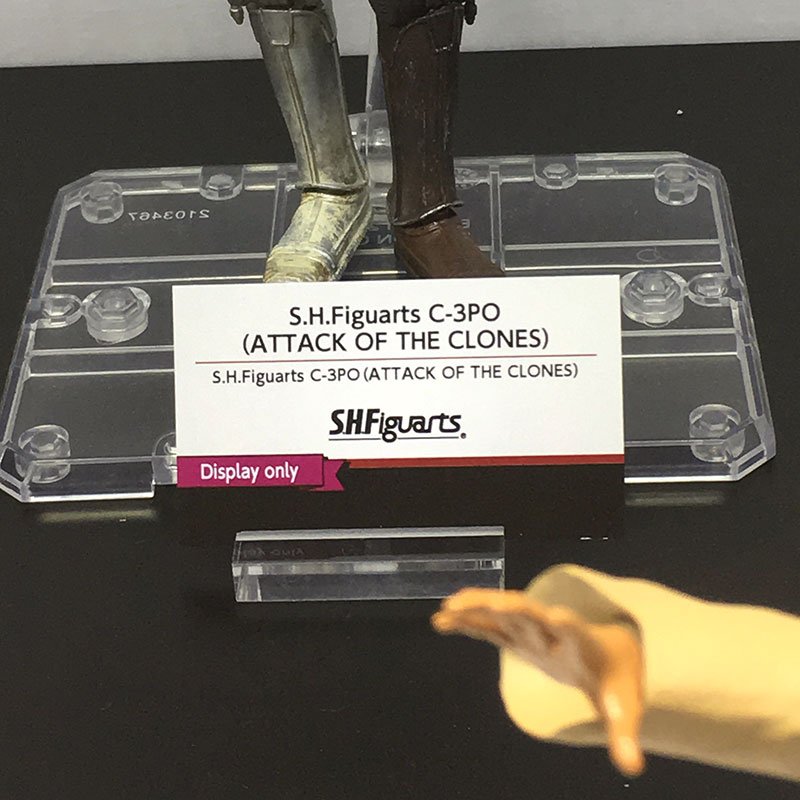 2103467
S.H.Figuarts C-3PO
(ATTACK OF THE CLONES)
S.H.Figuarts C-3PO (ATTACK OF THE CLONES)
S.H.Figuarts
Display only